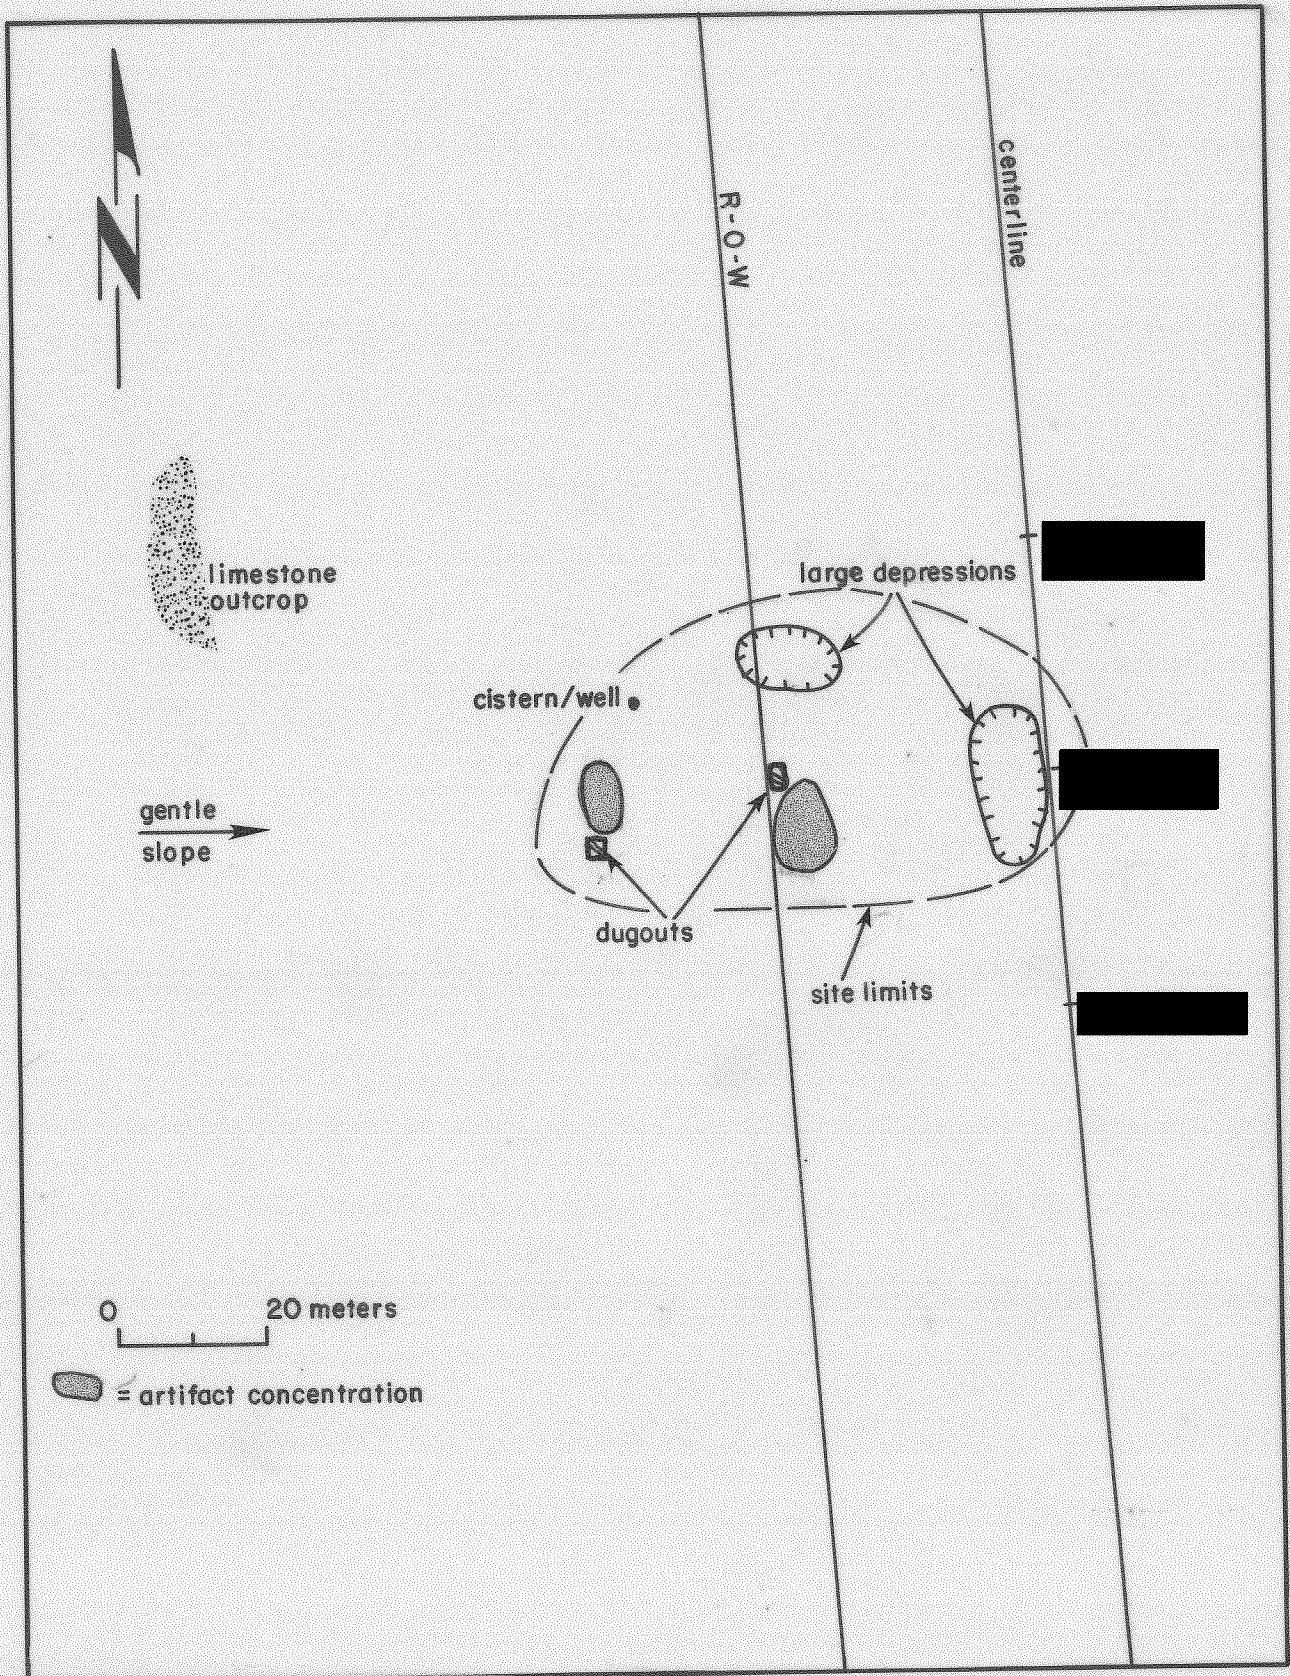 N
R-O-W
centerline
limestone
outcrop
large depressions
cistern/well
gentle
slope
dugouts
site limits
0 20 meters
= artifact concentration